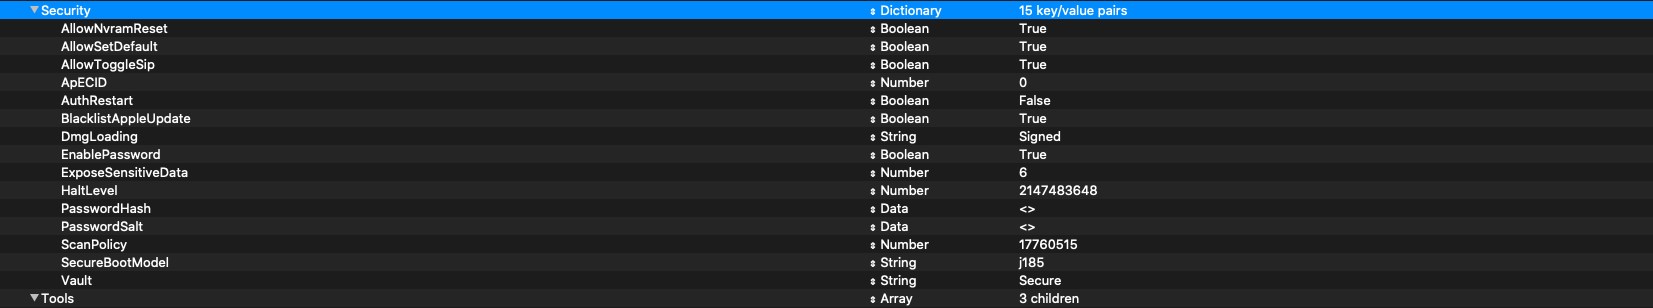 Security Dictionary 15 key/value pairs
AllowNvramReset Boolean True
AllowSetDefault Boolean True
AllowToggleSip Boolean True
ApECID Number 0
AuthRestart Boolean False
BlacklistAppleUpdate Boolean True
DmgLoading String Signed
EnablePassword Boolean True
ExposeSensitiveData Number 6
HaltLevel Number 2147483648
PasswordHash Data <>
PasswordSalt Data <>
ScanPolicy Number 17760515
SecureBootModel String j185
Vault String Secure
Tools Array 3 children